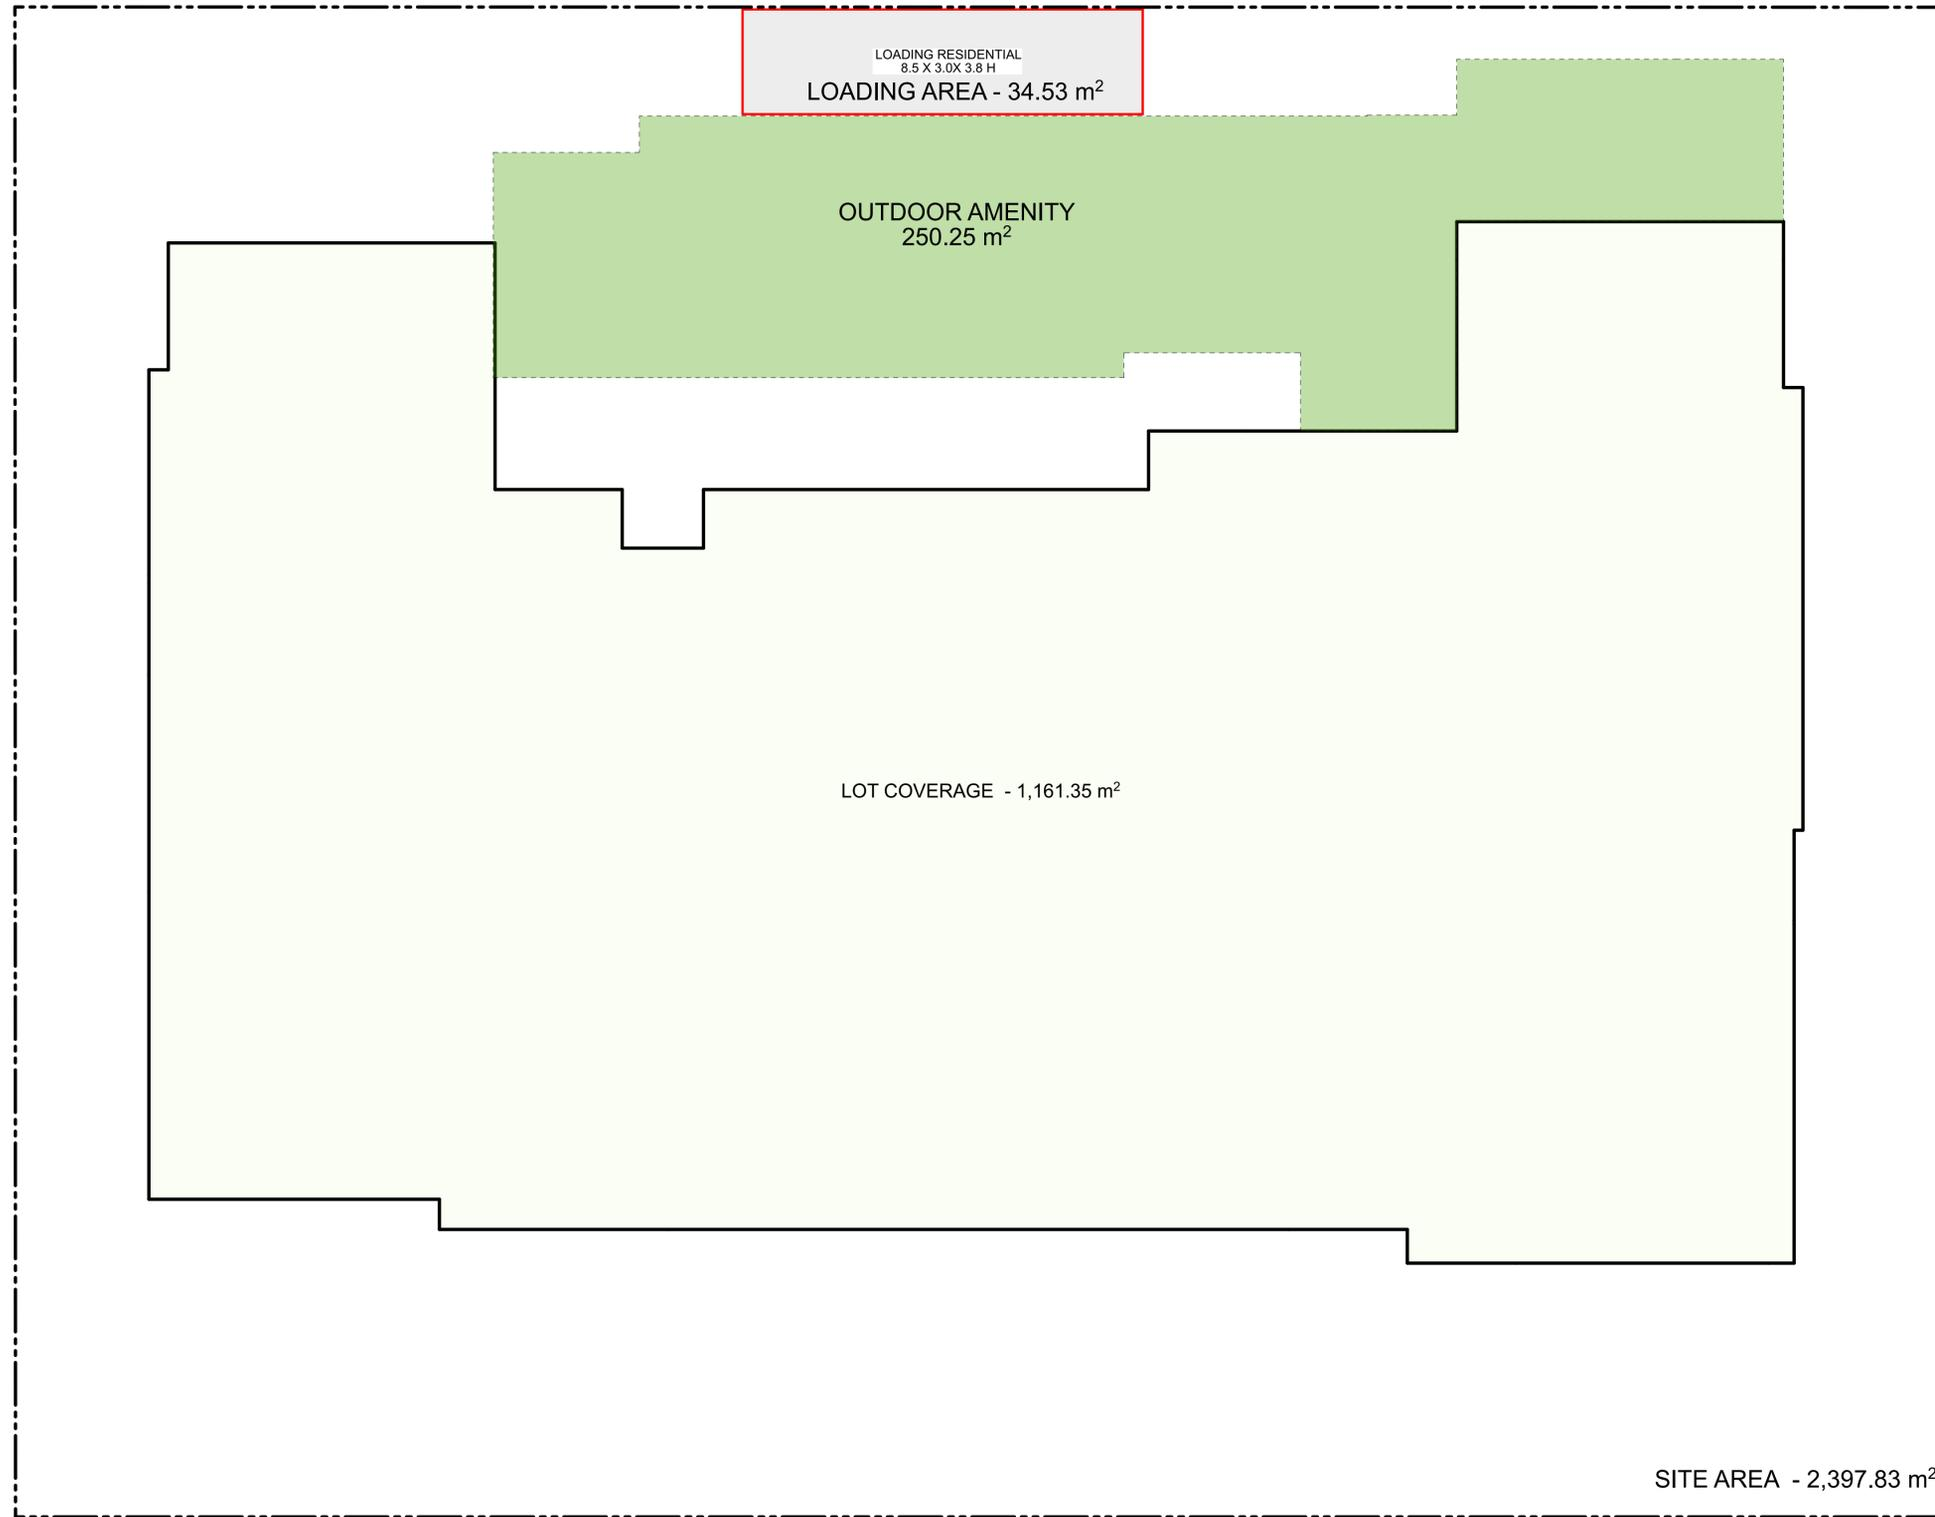 LOADING RESIDENTIAL
8.5 X 3.0X 3.8 H
LOADING AREA - 34.53 m²
OUTDOOR AMENITY
250.25 m²
LOT COVERAGE - 1,161.35 m²
SITE AREA - 2,397.83 m²